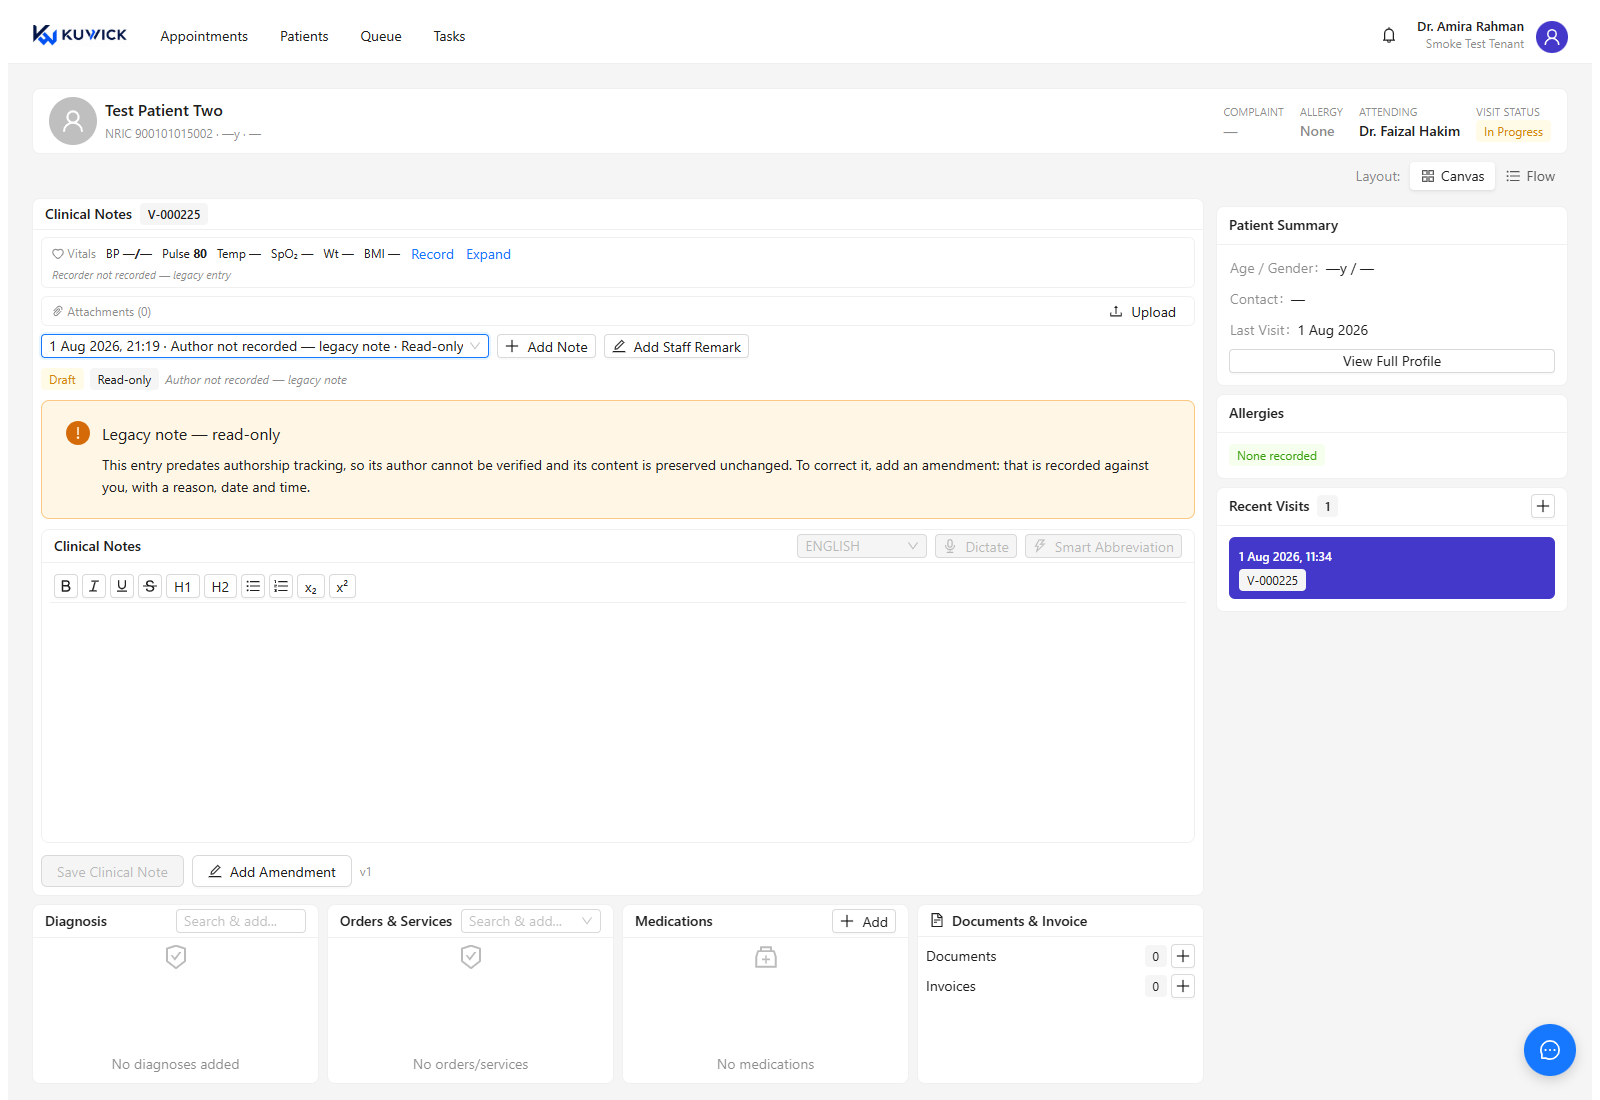 KUWICK
Appointments
Patients
Queue
Tasks
Dr. Amira Rahman
Smoke Test Tenant
Test Patient Two
NRIC 900101015002 · —y · —
COMPLAINT
—
ALLERGY
None
ATTENDING
Dr. Faizal Hakim
VISIT STATUS
In Progress
Layout:
Canvas
Flow
Clinical Notes V-000225
Vitals BP —/— Pulse 80 Temp — SpO₂ — Wt — BMI — Record Expand
Recorder not recorded — legacy entry
Attachments (0)
Upload
1 Aug 2026, 21:19 · Author not recorded — legacy note · Read-only
Add Note
Add Staff Remark
Draft Read-only Author not recorded — legacy note
Legacy note — read-only
This entry predates authorship tracking, so its author cannot be verified and its content is preserved unchanged. To correct it, add an amendment: that is recorded against
you, with a reason, date and time.
Clinical Notes
ENGLISH
Dictate
Smart Abbreviation
B I U S H1 H2 x₂ x²
Save Clinical Note
Add Amendment
v1
Diagnosis
Search & add...
No diagnoses added
Orders & Services
Search & add...
No orders/services
Medications
Add
No medications
Documents & Invoice
Documents 0
Invoices 0
Patient Summary
Age / Gender: —y / —
Contact: —
Last Visit: 1 Aug 2026
View Full Profile
Allergies
None recorded
Recent Visits 1
1 Aug 2026, 11:34
V-000225